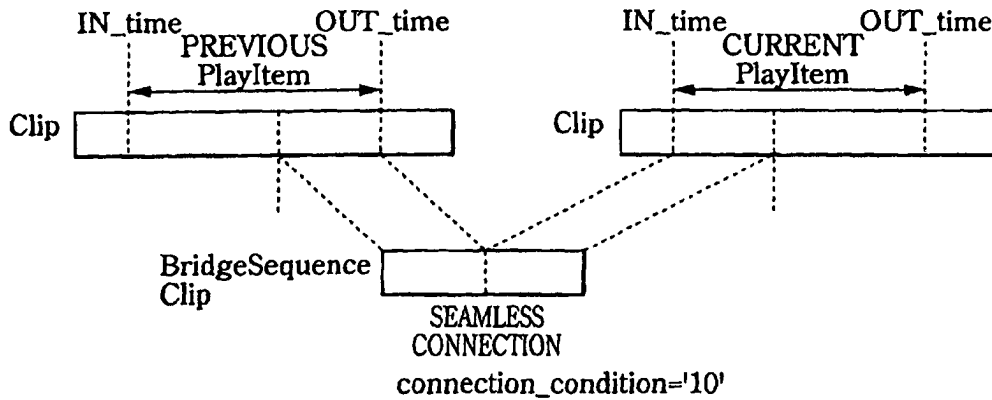 IN_time
OUT_time
PREVIOUS
PlayItem
Clip
IN_time
OUT_time
CURRENT
PlayItem
Clip
BridgeSequence
Clip
SEAMLESS
CONNECTION
connection_condition='10'